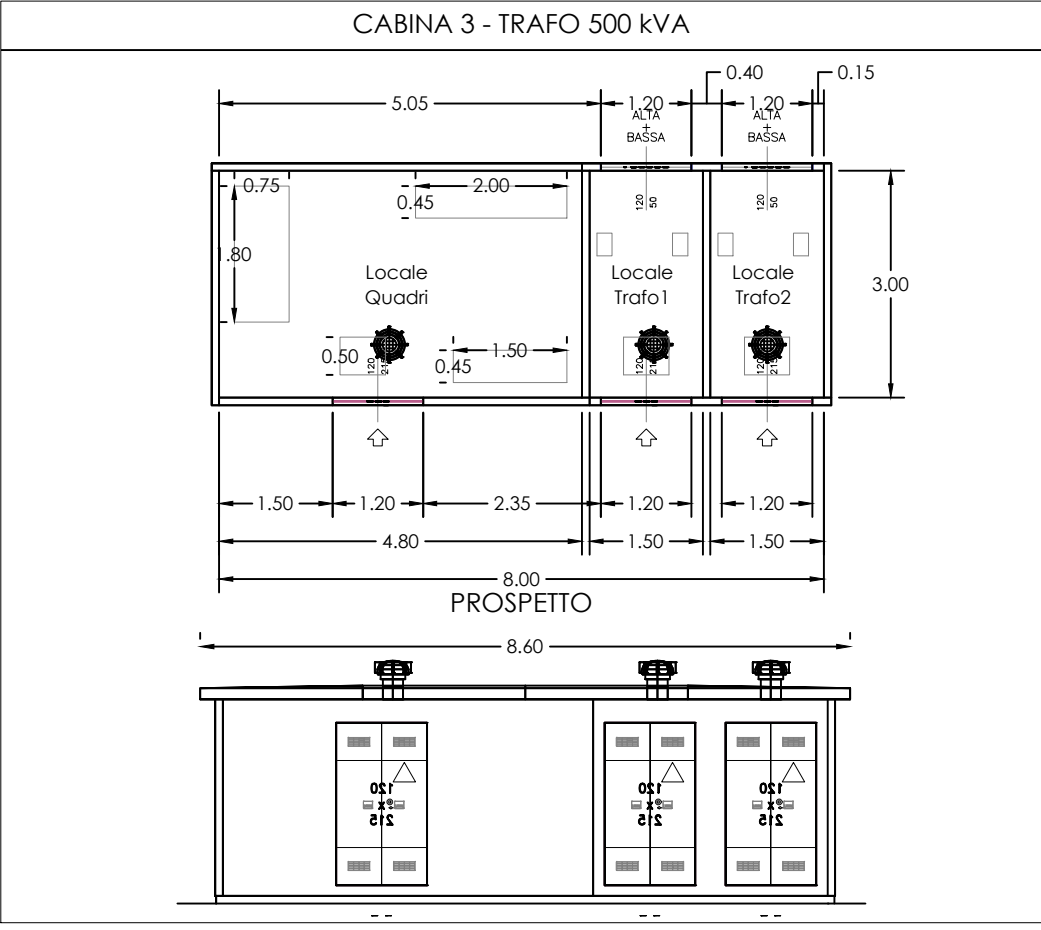 CABINA 3 - TRAFO 500 kVA
0.40
0.15
5.05
1.20
1.20
ALTA
+
BASSA
ALTA
+
BASSA
0.75
2.00
0.45
120
50
120
50
1.80
Locale
Quadri
Locale
Trafo1
Locale
Trafo2
3.00
0.50
0.45
1.50
120
215
120
215
120
215
1.50
1.20
2.35
1.20
1.20
4.80
1.50
1.50
8.00
PROSPETTO
8.60
120
x
215
120
x
215
120
x
215